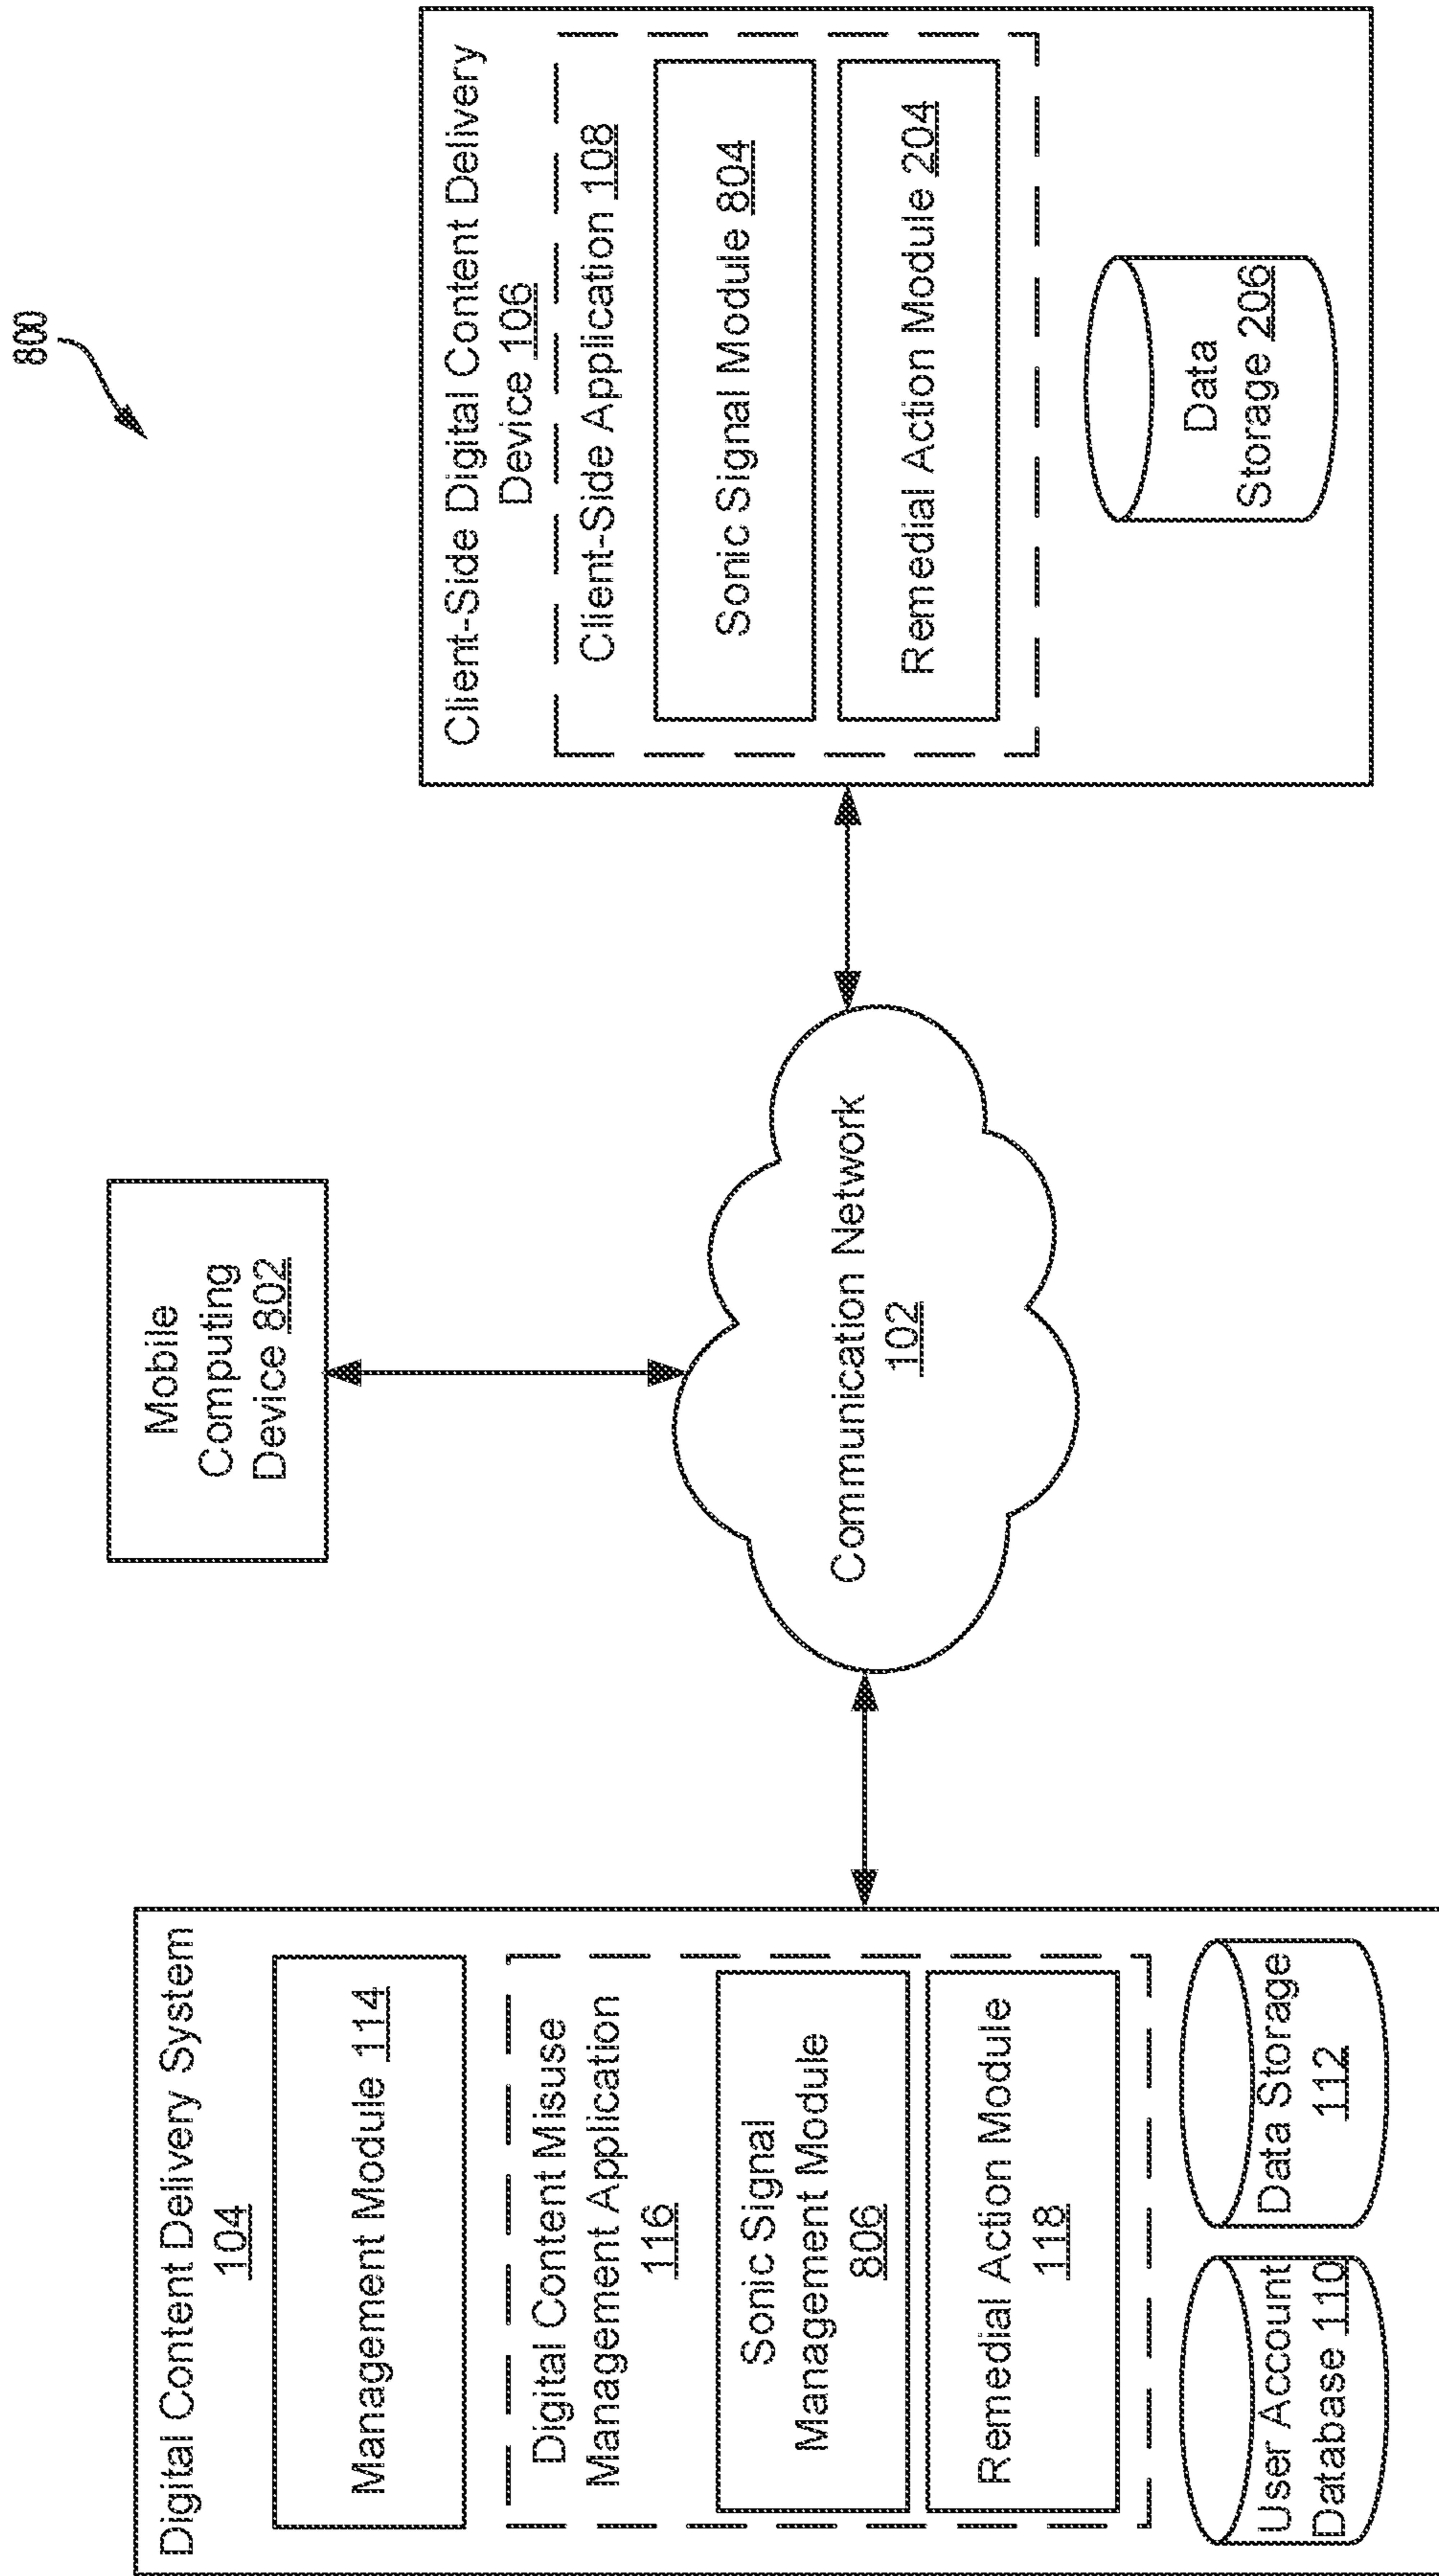 800
Digital Content Delivery System
104
Management Module 114
Digital Content Misuse
Management Application
116
Sonic Signal
Management Module
806
Remedial Action Module
118
User Account
Database 110
Data Storage
112
Mobile
Computing
Device 802
Communication Network
102
Client-Side Digital Content Delivery
Device 106
Client-Side Application 108
Sonic Signal Module 804
Remedial Action Module 204
Data
Storage 206